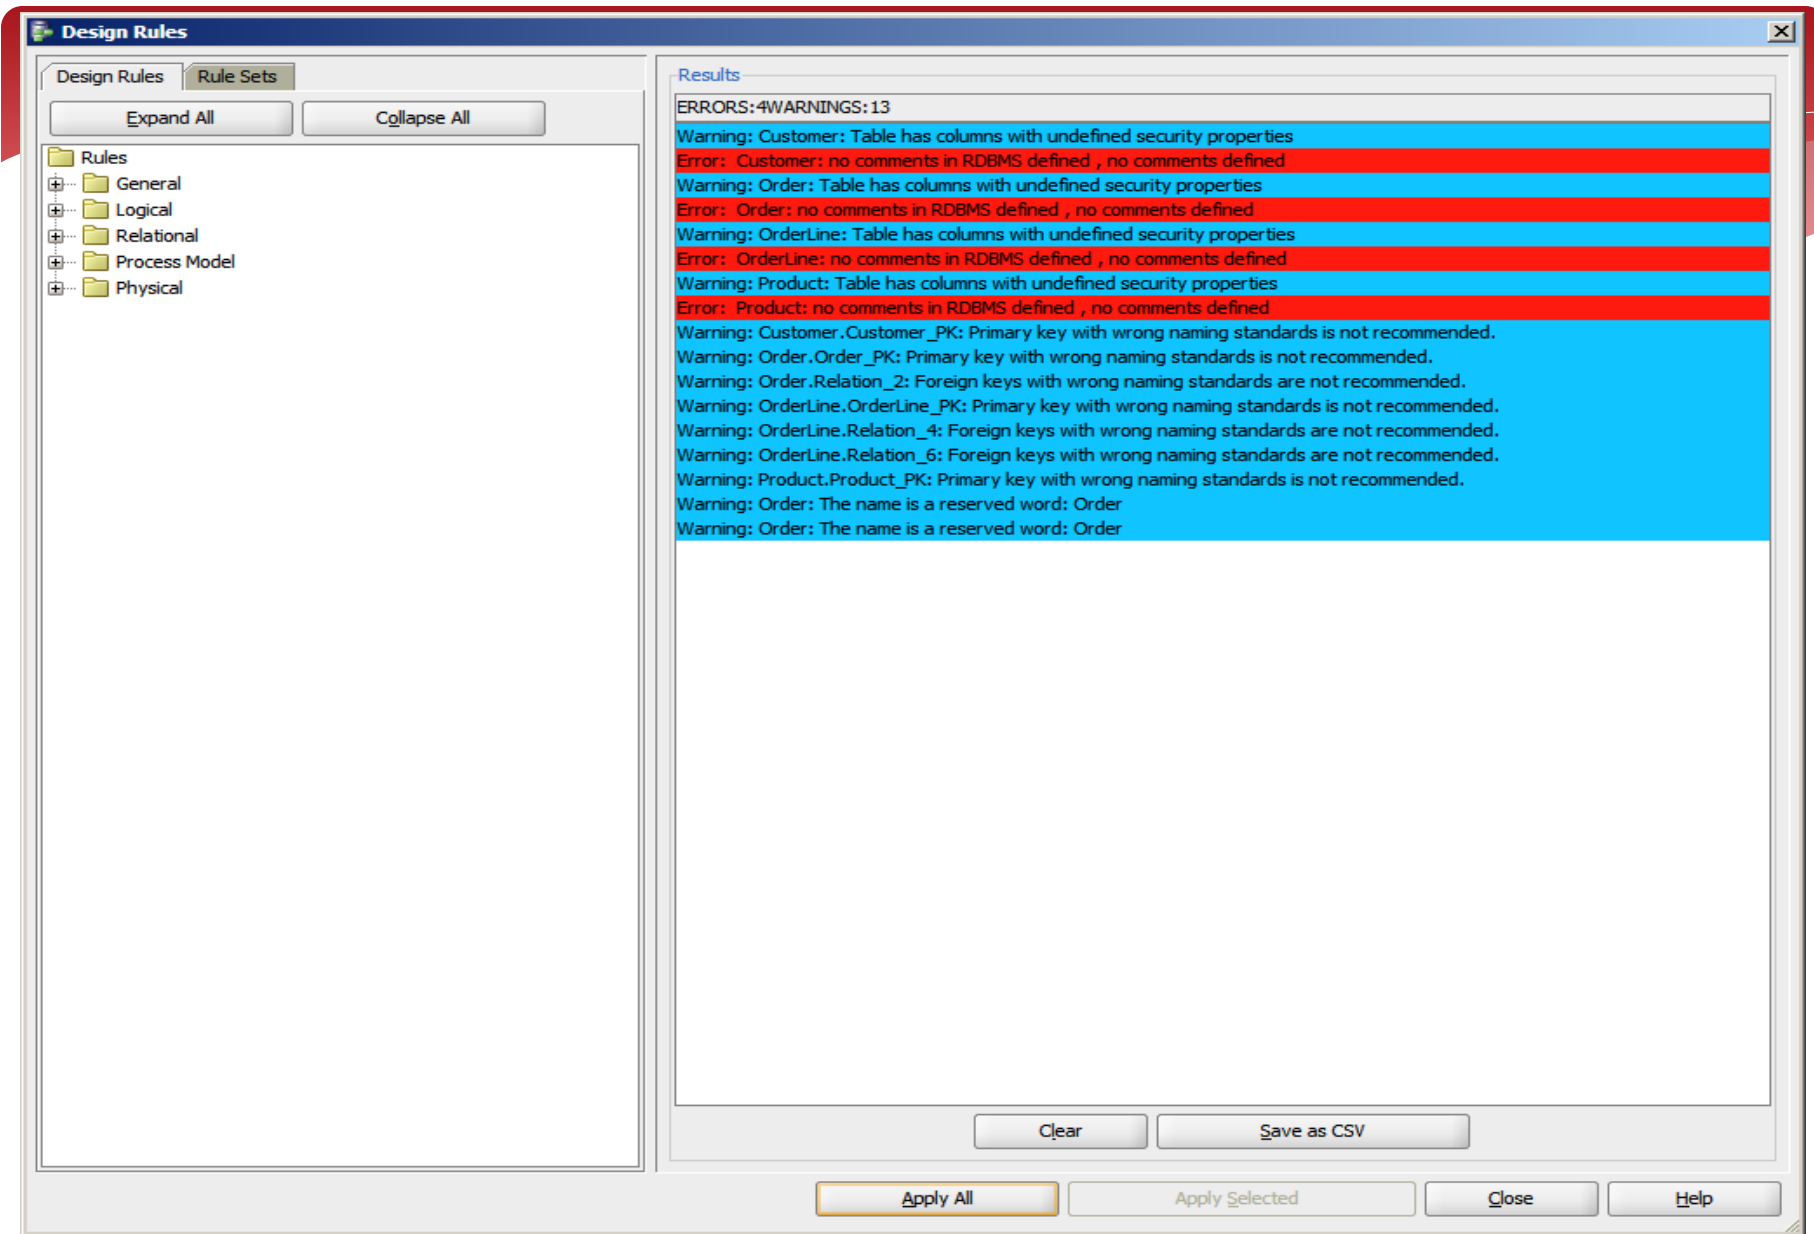 Design Rules
Design Rules
Rule Sets
Expand All
Collapse All
Rules
General
Logical
Relational
Process Model
Physical
Results
ERRORS:4WARNINGS:13
Warning: Customer: Table has columns with undefined security properties
Error: Customer: no comments in RDBMS defined , no comments defined
Warning: Order: Table has columns with undefined security properties
Error: Order: no comments in RDBMS defined , no comments defined
Warning: OrderLine: Table has columns with undefined security properties
Error: OrderLine: no comments in RDBMS defined , no comments defined
Warning: Product: Table has columns with undefined security properties
Error: Product: no comments in RDBMS defined , no comments defined
Warning: Customer.Customer_PK: Primary key with wrong naming standards is not recommended.
Warning: Order.Order_PK: Primary key with wrong naming standards is not recommended.
Warning: Order.Relation_2: Foreign keys with wrong naming standards are not recommended.
Warning: OrderLine.OrderLine_PK: Primary key with wrong naming standards is not recommended.
Warning: OrderLine.Relation_4: Foreign keys with wrong naming standards are not recommended.
Warning: OrderLine.Relation_6: Foreign keys with wrong naming standards are not recommended.
Warning: Product.Product_PK: Primary key with wrong naming standards is not recommended.
Warning: Order: The name is a reserved word: Order
Warning: Order: The name is a reserved word: Order
Clear
Save as CSV
Apply All
Apply Selected
Close
Help